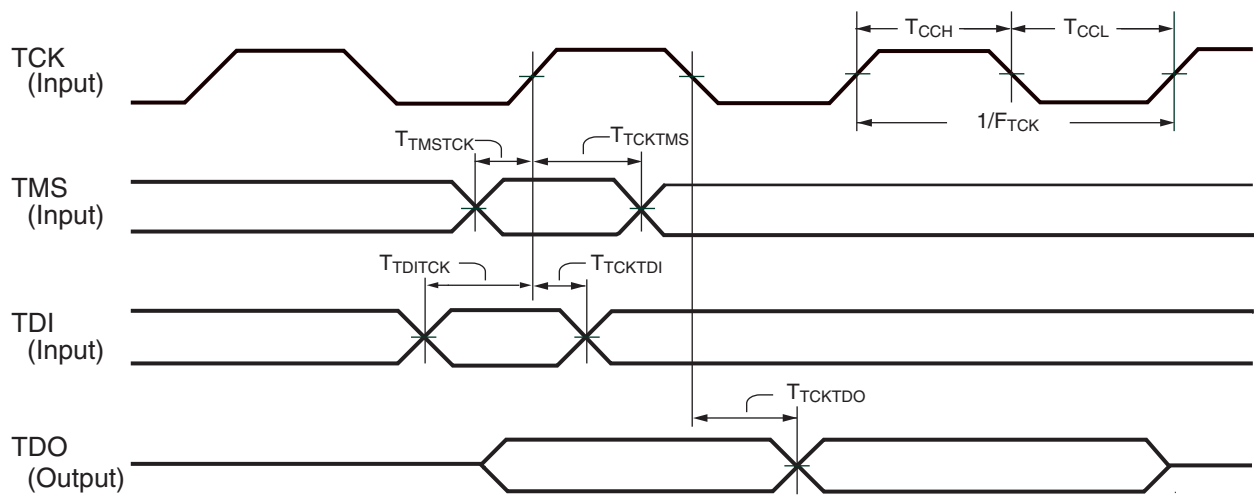 TCK
(Input)
TCCH
TCCL
1/FTCK
TTMSTCK
TTCKTMS
TMS
(Input)
TTDITCK
TTCKTDI
TDI
(Input)
TTCKTDO
TDO
(Output)